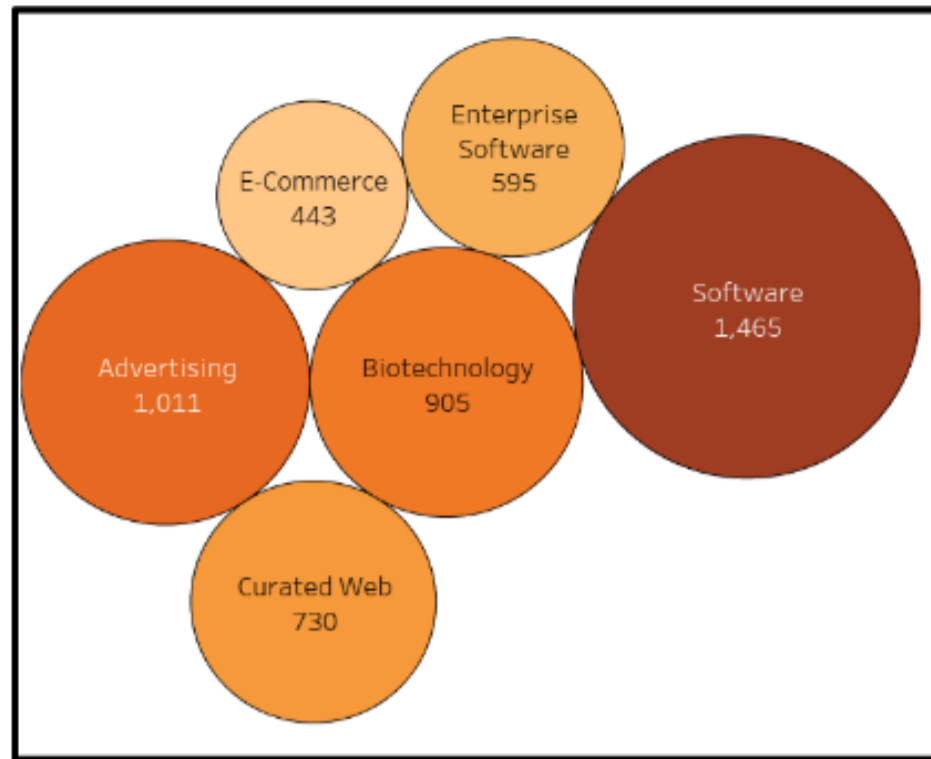 Enterprise
Software
595
E-Commerce
443
Software
1,465
Advertising
1,011
Biotechnology
905
Curated Web
730